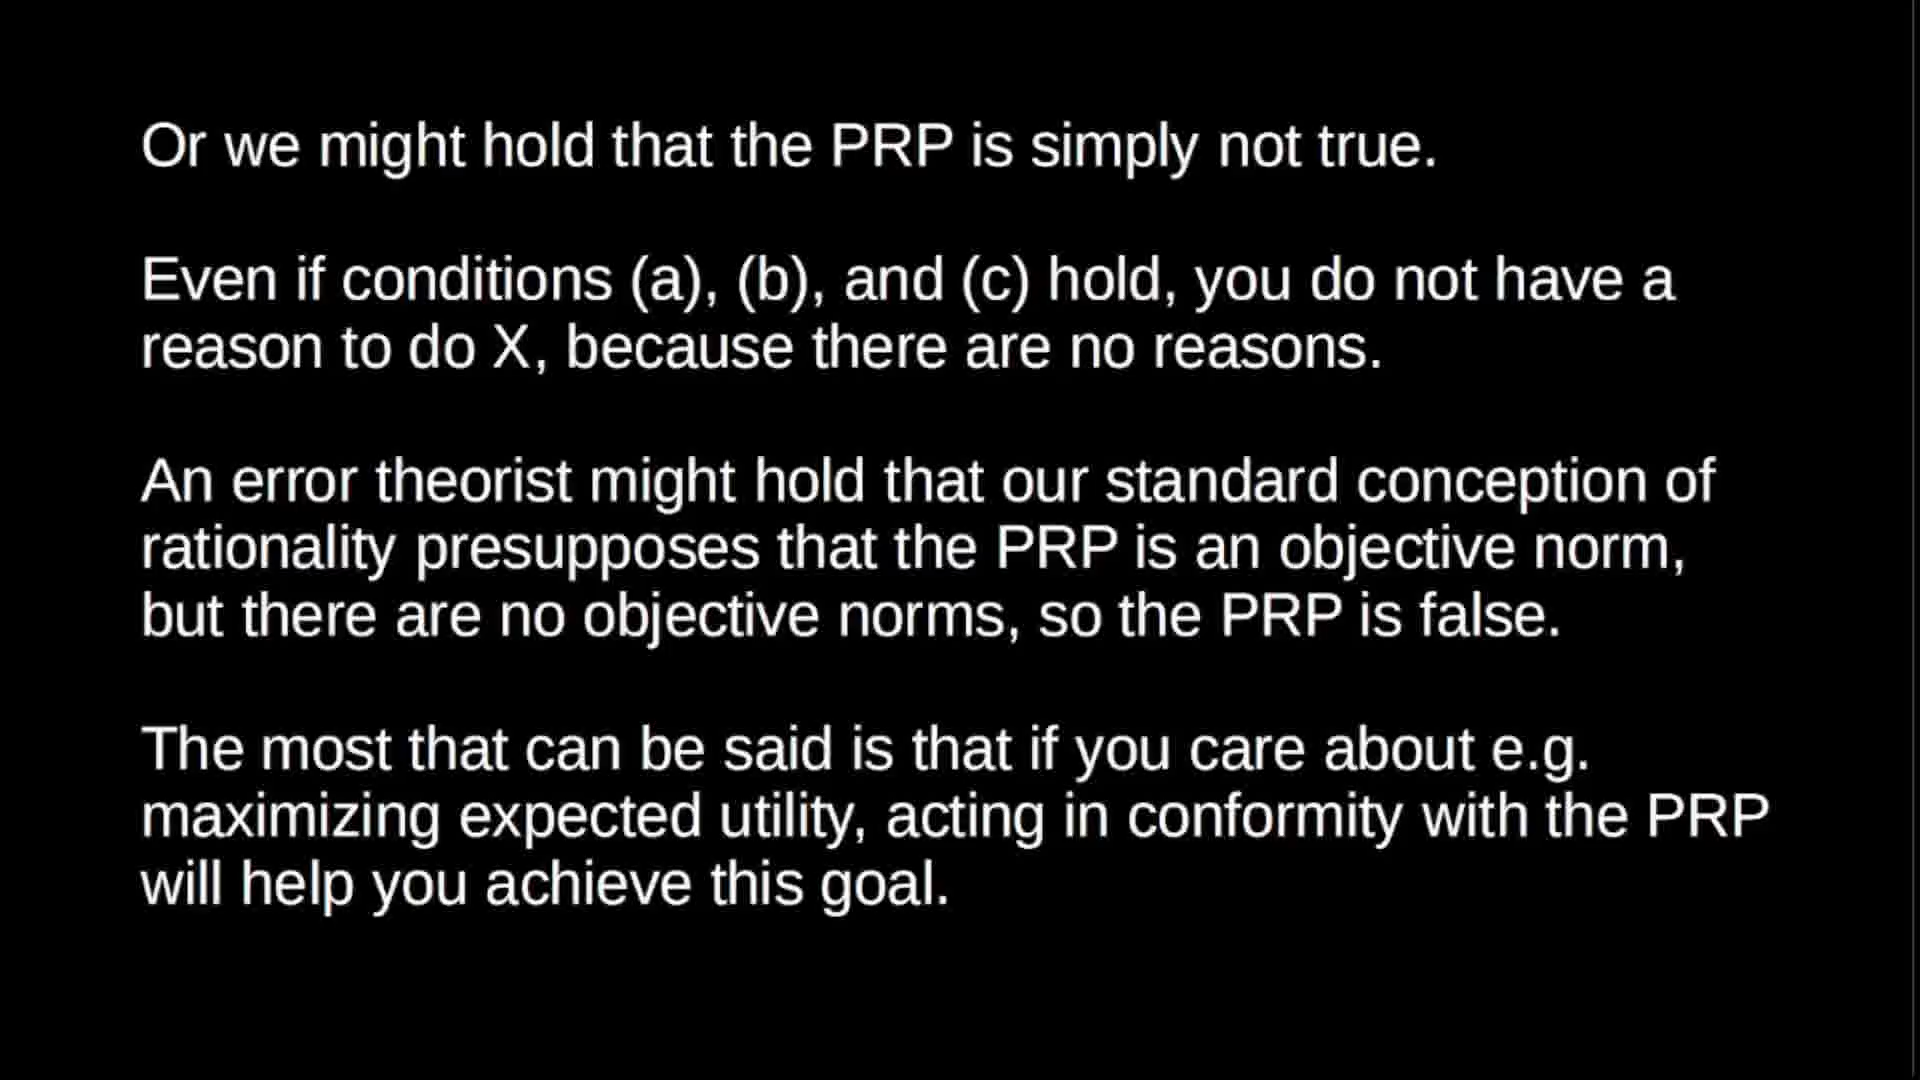 Or we might hold that the PRP is simply not true.
Even if conditions (a), (b), and (c) hold, you do not have a
reason to do X, because there are no reasons.
An error theorist might hold that our standard conception of
rationality presupposes that the PRP is an objective norm,
but there are no objective norms, so the PRP is false.
The most that can be said is that if you care about e.g.
maximizing expected utility, acting in conformity with the PRP
will help you achieve this goal.